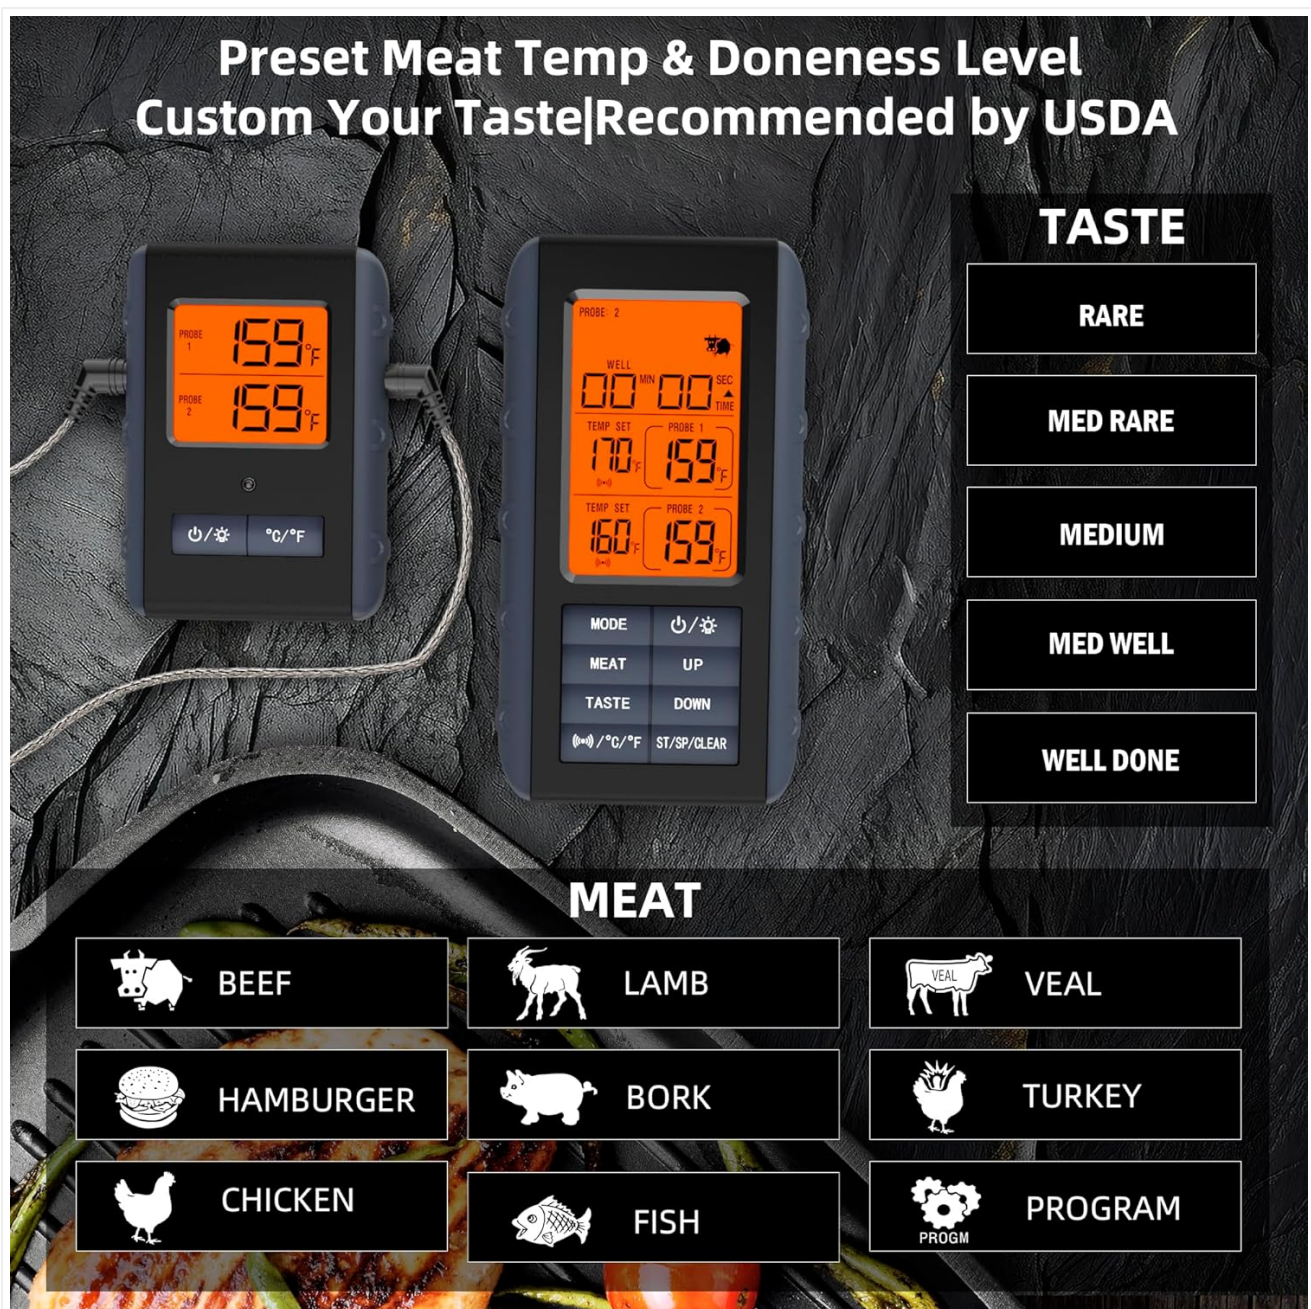 Preset Meat Temp & Doneness Level
Custom Your Taste|Recommended by USDA
PROBE 1 159°F
PROBE 2 159°F
°C/°F
PROBE 2
WELL
00 MIN 00 SEC
TIME
TEMP SET PROBE 1
170°F 159°F
TEMP SET PROBE 2
160°F 159°F
MODE
MEAT UP
TASTE DOWN
/°C/°F ST/SP/CLEAR
TASTE
RARE
MED RARE
MEDIUM
MED WELL
WELL DONE
MEAT
BEEF
LAMB
VEAL VEAL
HAMBURGER
BORK
TURKEY
CHICKEN
FISH
PROGM PROGRAM